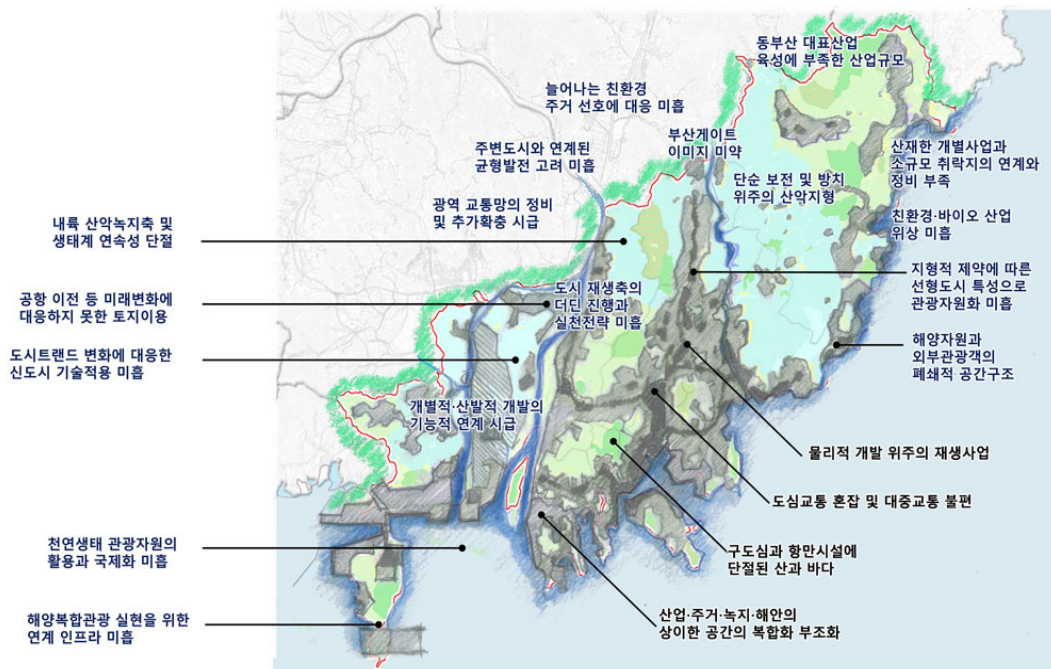 동부산 대표산업
육성에 부족한 산업규모
늘어나는 친환경
주거 선호에 대응 미흡
부산게이트
이미지 미약
산재한 개별사업과
소규모 취락지의 연계와
정비 부족
주변도시와 연계된
균형발전 고려 미흡
단순 보전 및 방치
위주의 산악지형
광역 교통망의 정비
및 추가확충 시급
친환경·바이오 산업
위상 미흡
내륙 산악녹지축 및
생태계 연속성 단절
지형적 제약에 따른
선형도시 특성으로
관광자원화 미흡
공항 이전 등 미래변화에
대응하지 못한 토지이용
도시 재생축의
더딘 진행과
실천전략 미흡
해양자원과
외부관광객의
폐쇄적 공간구조
도시트랜드 변화에 대응한
신도시 기술적용 미흡
개별적·산발적 개발의
기능적 연계 시급
물리적 개발 위주의 재생사업
도심교통 혼잡 및 대중교통 불편
구도심과 항만시설에
단절된 산과 바다
천연생태 관광자원의
활용과 국제화 미흡
산업·주거·녹지·해안의
상이한 공간의 복합화 부조화
해양복합관광 실현을 위한
연계 인프라 미흡